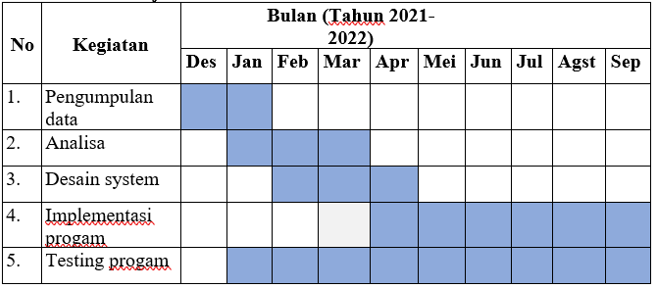 No Kegiatan Bulan (Tahun 2021-
2022)
Des Jan Feb Mar Apr Mei Jun Jul Agst Sep
1. Pengumpulan
data
2. Analisa
3. Desain system
4. Implementasi
progam
5. Testing progam